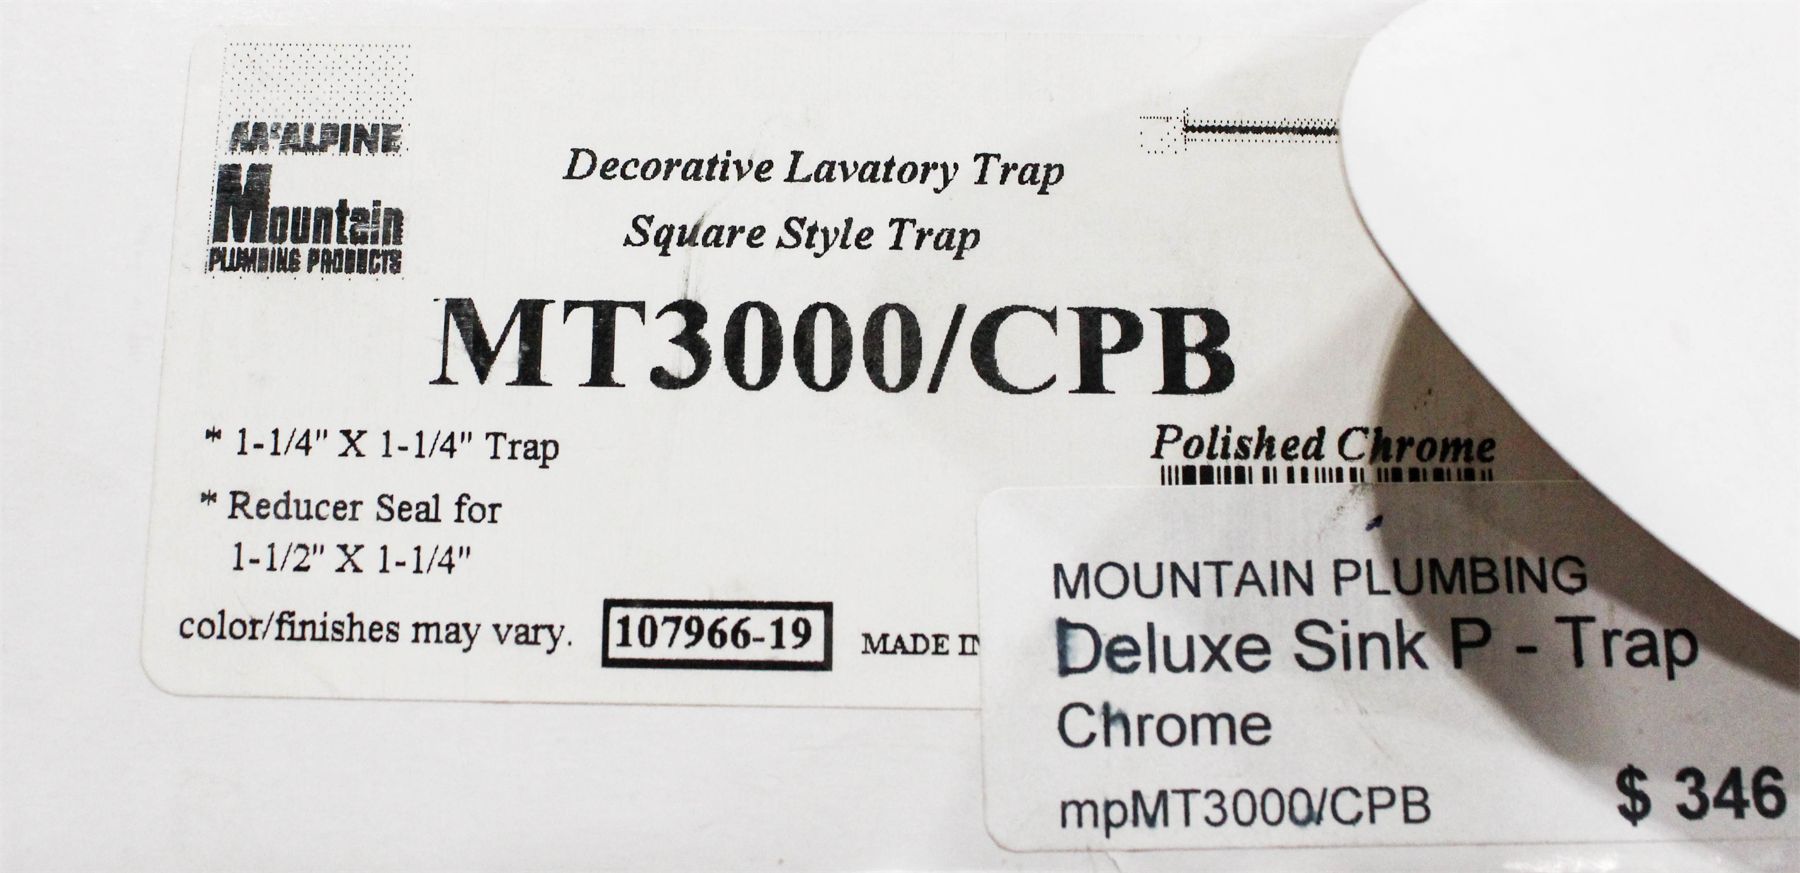 McALPINE
Mountain
PLUMBING PRODUCTS
Decorative Lavatory Trap
Square Style Trap
MT3000/CPB
* 1-1/4" X 1-1/4" Trap
* Reducer Seal for
1-1/2" X 1-1/4"
Polished Chrome
color/finishes may vary.
107966-19
MADE IN
MOUNTAIN PLUMBING
Deluxe Sink P - Trap
Chrome
mpMT3000/CPB
$ 346